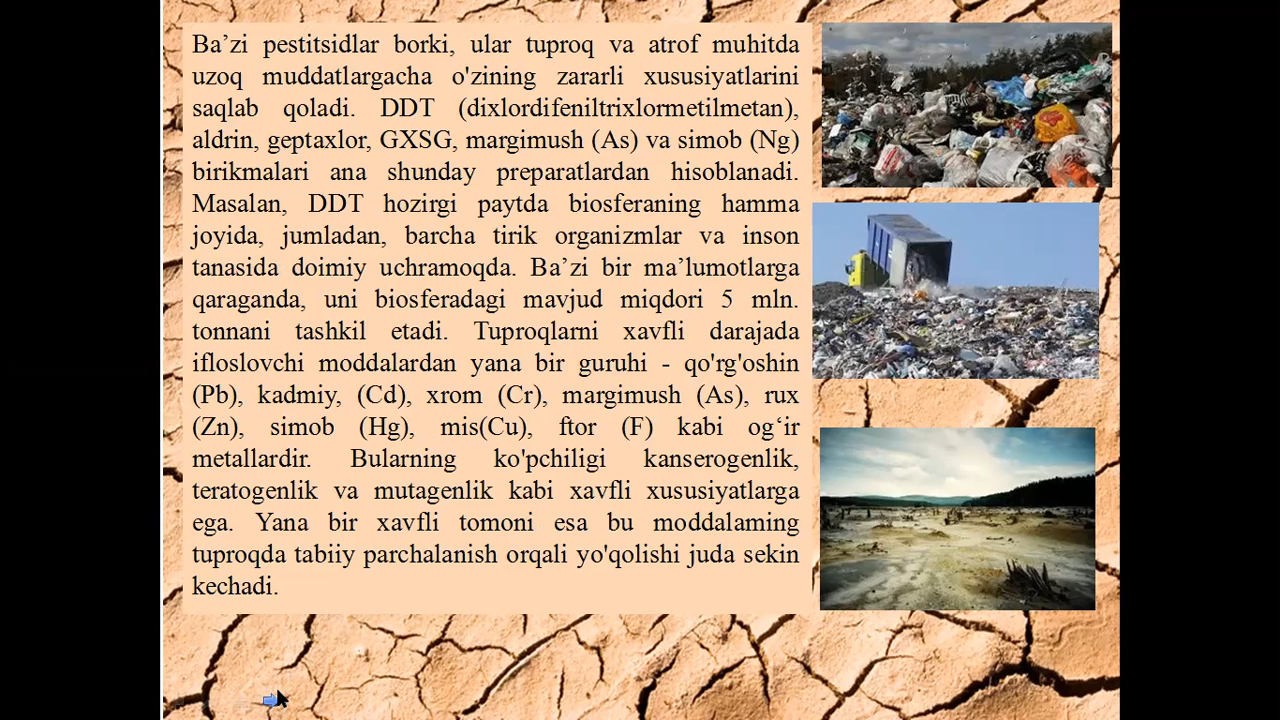 Ba’zi pestitsidlar borki, ular tuproq va atrof muhitda
uzoq muddatlargacha o'zining zararli xususiyatlarini
saqlab qoladi. DDT (dixlordifeniltrixlormetilmetan),
aldrin, geptaxlor, GXSG, margimush (As) va simob (Ng)
birikmalari ana shunday preparatlardan hisoblanadi.
Masalan, DDT hozirgi paytda biosferaning hamma
joyida, jumladan, barcha tirik organizmlar va inson
tanasida doimiy uchramoqda. Ba’zi bir ma’lumotlarga
qaraganda, uni biosferadagi mavjud miqdori 5 mln.
tonnani tashkil etadi. Tuproqlarni xavfli darajada
ifloslovchi moddalardan yana bir guruhi - qo'rg'oshin
(Pb), kadmiy, (Cd), xrom (Cr), margimush (As), rux
(Zn), simob (Hg), mis(Cu), ftor (F) kabi og‘ir
metallardir. Bularning ko'pchiligi kanserogenlik,
teratogenlik va mutagenlik kabi xavfli xususiyatlarga
ega. Yana bir xavfli tomoni esa bu moddalaming
tuproqda tabiiy parchalanish orqali yo'qolishi juda sekin
kechadi.